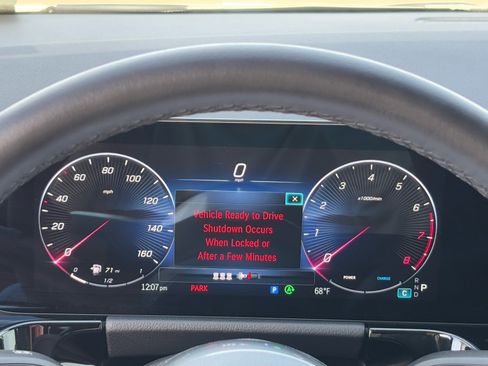 0
mph
Vehicle Ready to Drive
Shutdown Occurs
When Locked or
After a Few Minutes
0
20
40
60
80
100
120
140
160
mph
71 mi
0 1/2
0
1
2
3
4
5
6
7
8
x1000/min
POWER CHARGE
12:07 pm
PARK
P
A
68°F
C
R
N
D
P